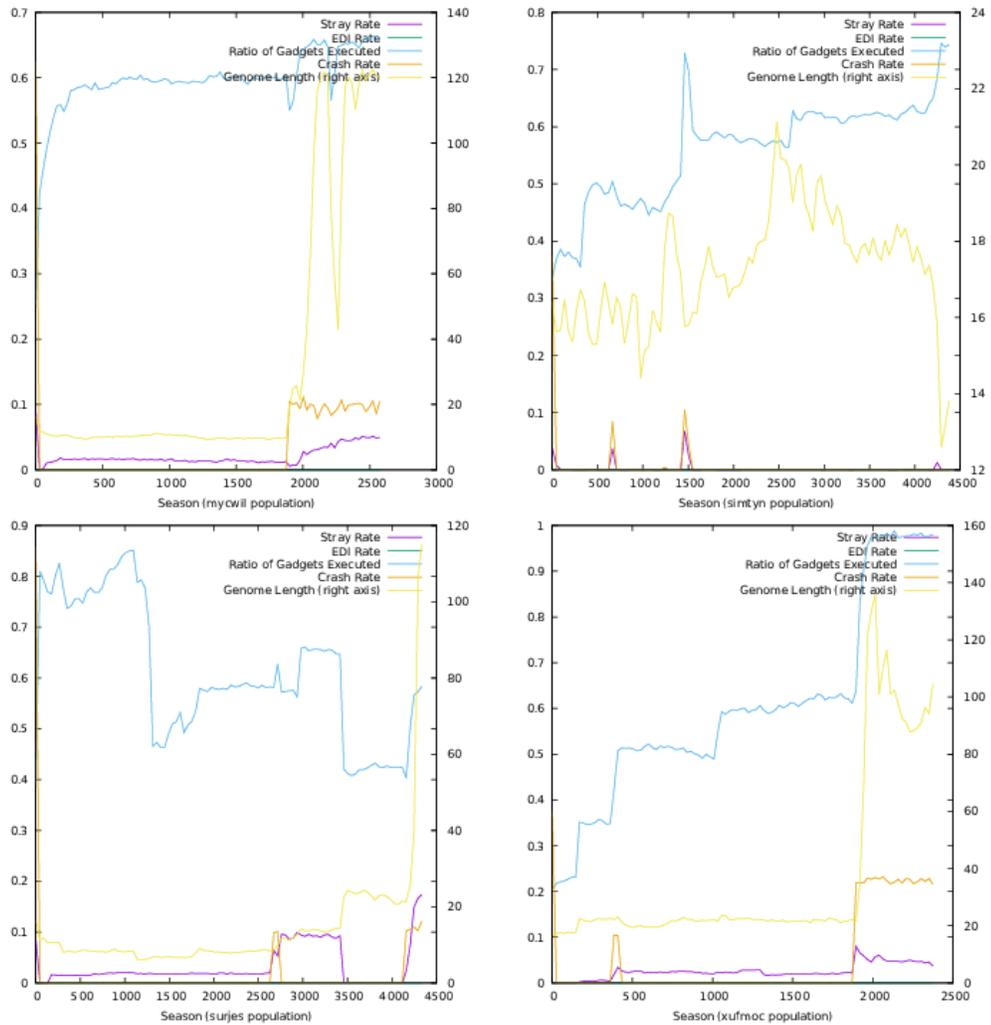 0.7 140
Stray Rate
EDI Rate
Ratio of Gadgets Executed
Crash Rate
Genome Length (right axis)
0.6 120
0.5 100
0.4 80
0.3 60
0.2 40
0.1 20
0 0
0 500 1000 1500 2000 2500 3000
Season (mycwil population)
0.8 24
Stray Rate
EDI Rate
Ratio of Gadgets Executed
Crash Rate
Genome Length (right axis)
0.7 22
0.6
0.5 20
0.4 18
0.3 16
0.2
0.1 14
0 12
0 500 1000 1500 2000 2500 3000 3500 4000 4500
Season (simtyn population)
0.9 120
Stray Rate
EDI Rate
Ratio of Gadgets Executed
Crash Rate
Genome Length (right axis)
0.8 100
0.7
0.6 80
0.5 60
0.4
0.3 40
0.2 20
0.1
0 0
0 500 1000 1500 2000 2500 3000 3500 4000 4500
Season (surjes population)
1 160
Stray Rate
EDI Rate
Ratio of Gadgets Executed
Crash Rate
Genome Length (right axis)
0.9 140
0.8 120
0.7
0.6 100
0.5 80
0.4 60
0.3
0.2 40
0.1 20
0 0
0 500 1000 1500 2000 2500
Season (xufmoc population)